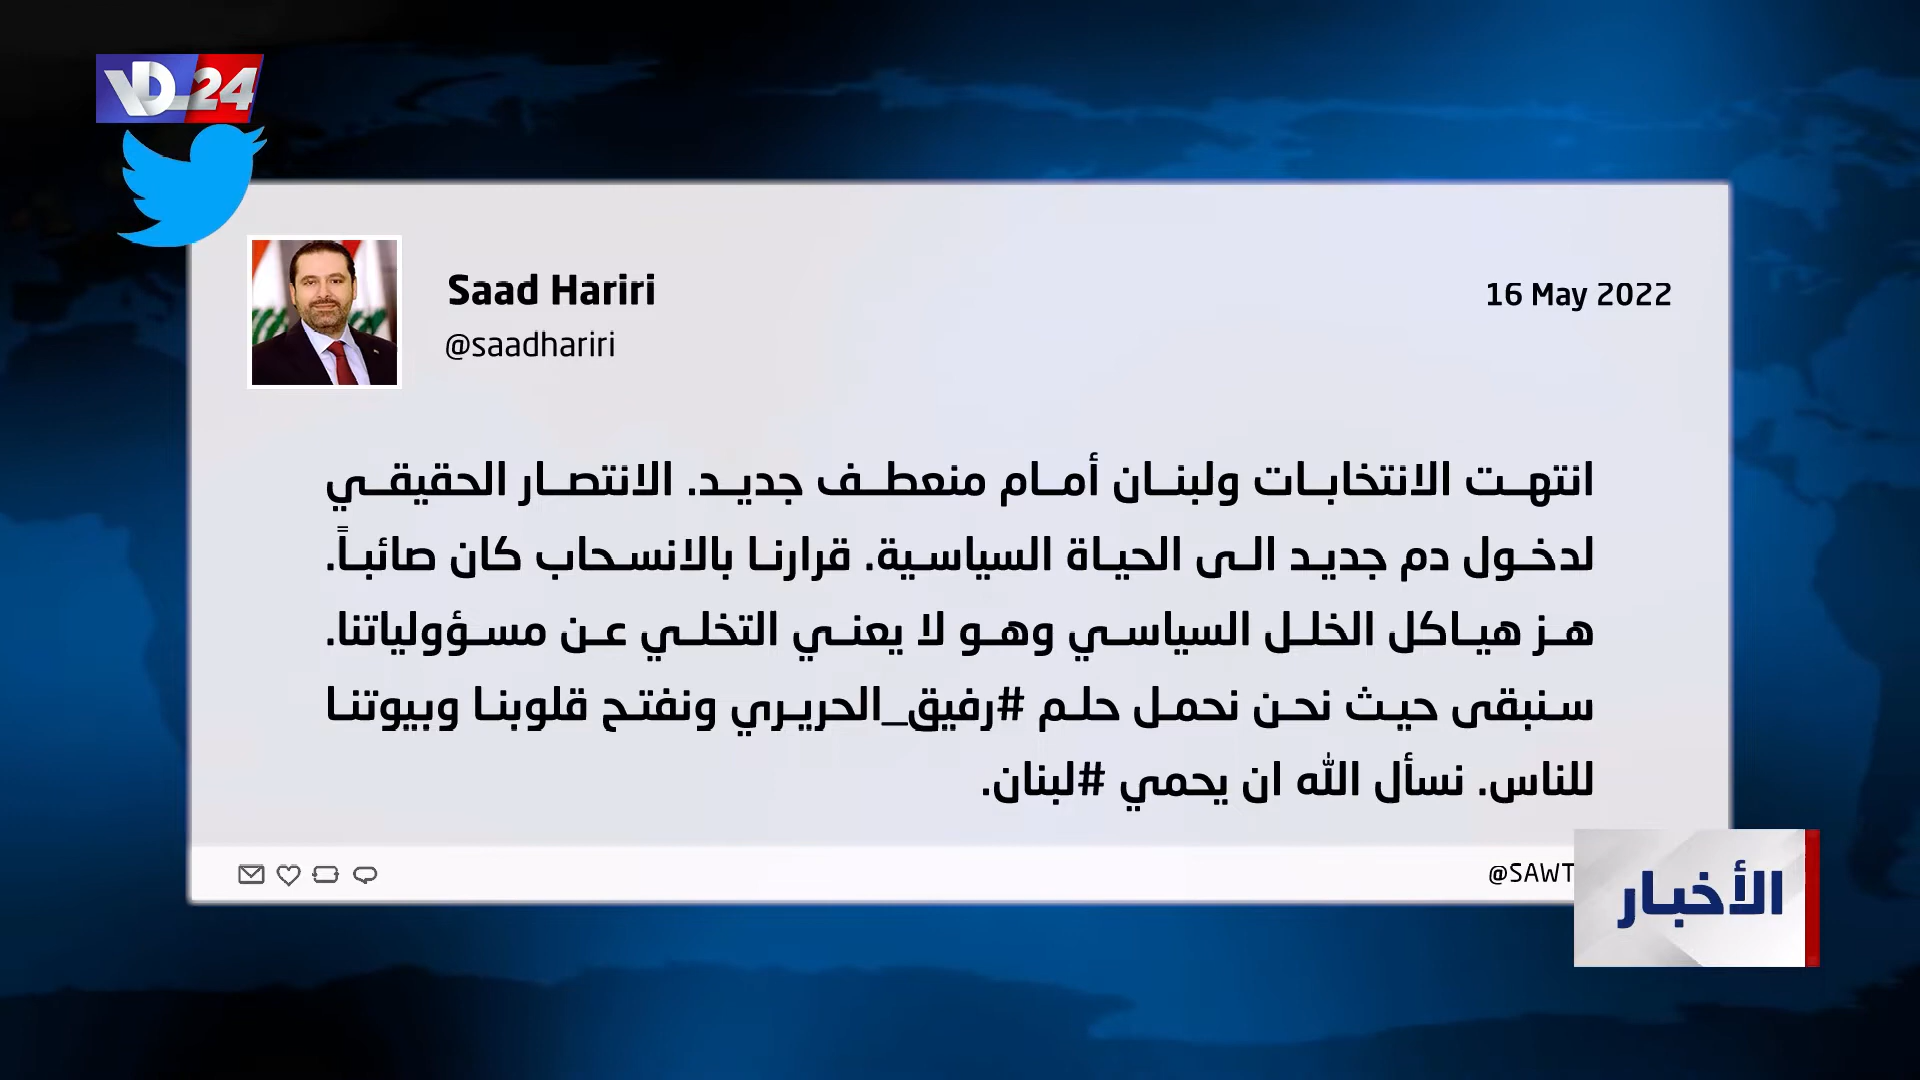 VDL24
Saad Hariri
16 May 2022
@saadhariri
انتهت الانتخابات ولبنان أمام منعطف جديد. الانتصار الحقيقي
لدخول دم جديد الى الحياة السياسية. قرارنا بالانسحاب كان صائباً.
هز هياكل الخلل السياسي وهو لا يعني التخلي عن مسؤولياتنا.
سنبقى حيث نحن نحمل حلم #رفيق_الحريري ونفتح قلوبنا وبيوتنا
للناس. نسأل الله ان يحمي #لبنان.
@SAWT
الأخبار